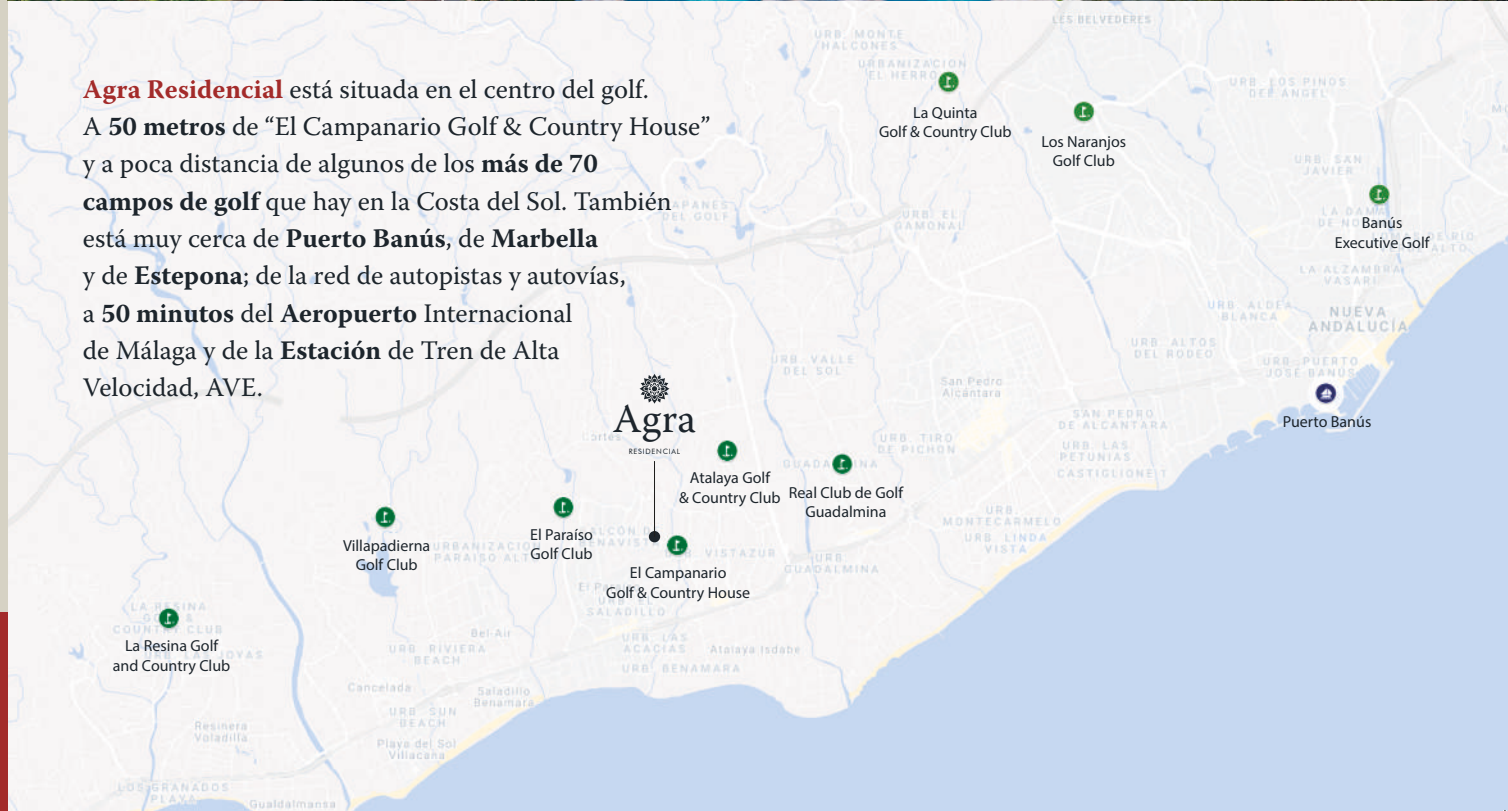 Agra Residencial está situada en el centro del golf.
A 50 metros de “El Campanario Golf & Country House”
y a poca distancia de algunos de los más de 70
campos de golf que hay en la Costa del Sol. También
está muy cerca de Puerto Banús, de Marbella
y de Estepona; de la red de autopistas y autovías,
a 50 minutos del Aeropuerto Internacional
de Málaga y de la Estación de Tren de Alta
Velocidad, AVE.
LES BELVEDERES
URB. MONTE
HALCONES
URBANIZACION
EL HERRO
La Quinta
Golf & Country Club
Los Naranjos
Golf Club
URB. LOS PINOS
DEL ANGEL
URB. SAN
JAVIER
Banús
Executive Golf
LA ALZAMBRA
VASARI
URB. ALDEA
BLANCA
NUEVA
ANDALUCÍA
URB. ALTOS
DEL RODEO
URB. PUERTO
JOSE BANUS
Puerto Banús
DEL GOLF
URB. EL
URB. VALLE
DEL SOL
San Pedro
Alcántara
SAN PEDRO
DE ALCANTARA
URB. LAS
PETUNIAS
CASTIGLIONE I
URB. TIRO
DE PICHON
Agra
RESIDENCIAL
Cortes
Atalaya Golf
& Country Club
Real Club de Golf
Guadalmina
URB.
MONTECARMELO
URB. LINDA
VISTA
URB.
GUADALMINA
VISTAZUR
El Paraíso
Golf Club
El Campanario
Golf & Country House
Villapadierna
Golf Club
URBANIZACION
PARAISO ALTO
SALADILLO
URB. LAS
ACACIAS
Atalaya Isdabe
URB. BENAMARA
Bel-Air
URB. RIVIERA
BEACH
La Resina Golf
and Country Club
Cancelada
Saladillo
Benamara
URB. SUN
BEACH
Playa del Sol
Villacana
Resinera
Voladilla
LOS GRANADOS
PLAYA
Gualdalmansa